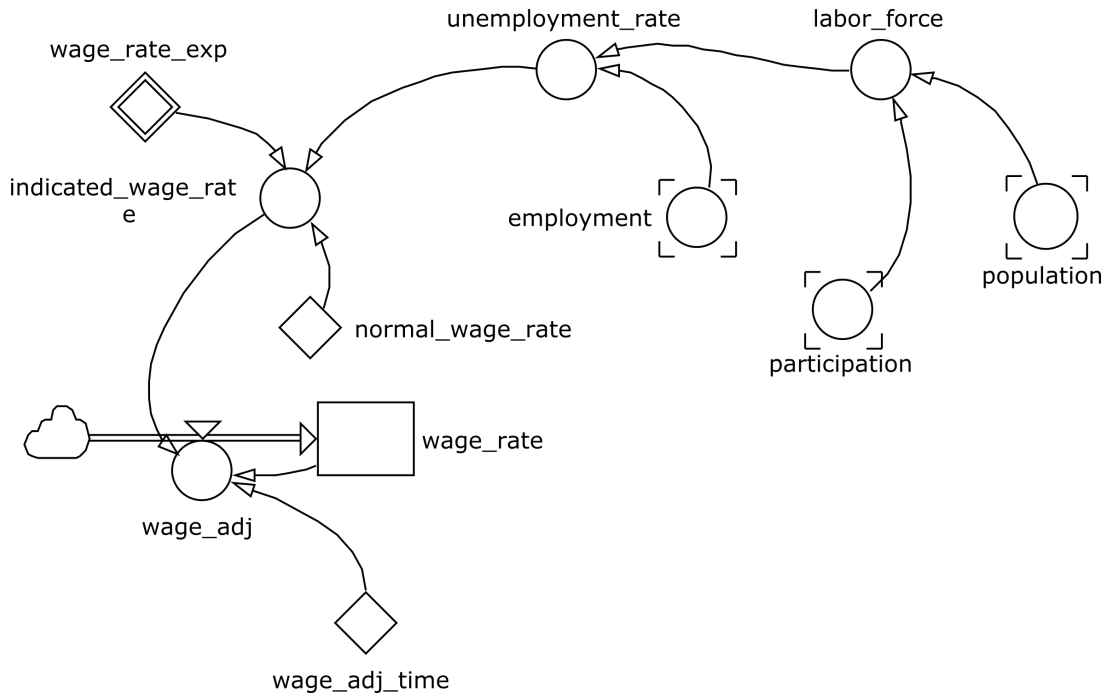 unemployment_rate
labor_force
wage_rate_exp
indicated_wage_rat
e
employment
population
normal_wage_rate
participation
wage_rate
wage_adj
wage_adj_time